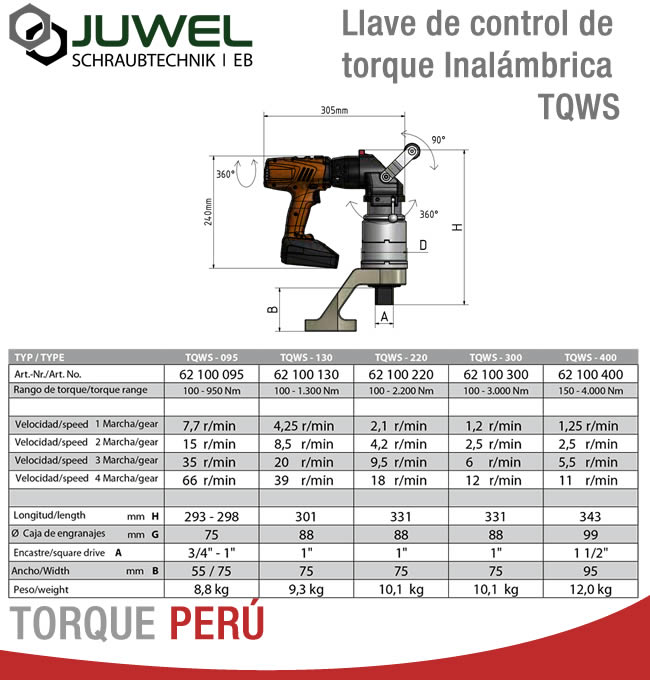 JUWEL
SCHRAUBTECHNIK | EB
Llave de control de
torque Inalámbrica
TQWS
305mm
90°
360°
240mm
360°
H
D
B
A
TYP / TYPE TQWS - 095 TQWS - 130 TQWS - 220 TQWS - 300 TQWS - 400
Art.-Nr./Art. No. 62 100 095 62 100 130 62 100 220 62 100 300 62 100 400
Rango de torque/torque range 100 - 950 Nm 100 - 1.300 Nm 100 - 2.200 Nm 100 - 3.000 Nm 150 - 4.000 Nm
Velocidad/speed 1 Marcha/gear 7,7 r/min 4,25 r/min 2,1 r/min 1,2 r/min 1,25 r/min
Velocidad/speed 2 Marcha/gear 15 r/min 8,5 r/min 4,2 r/min 2,5 r/min 2,5 r/min
Velocidad/speed 3 Marcha/gear 35 r/min 20 r/min 9,5 r/min 6 r/min 5,5 r/min
Velocidad/speed 4 Marcha/gear 66 r/min 39 r/min 18 r/min 12 r/min 11 r/min
Longitud/length mm H 293 - 298 301 331 331 343
Ø Caja de engranajes mm G 75 88 88 88 99
Encastre/square drive A 3/4" - 1" 1" 1" 1" 1 1/2"
Ancho/Width mm B 55 / 75 75 75 75 95
Peso/weight 8,8 kg 9,3 kg 10,1 kg 10,1 kg 12,0 kg
TORQUE PERÚ